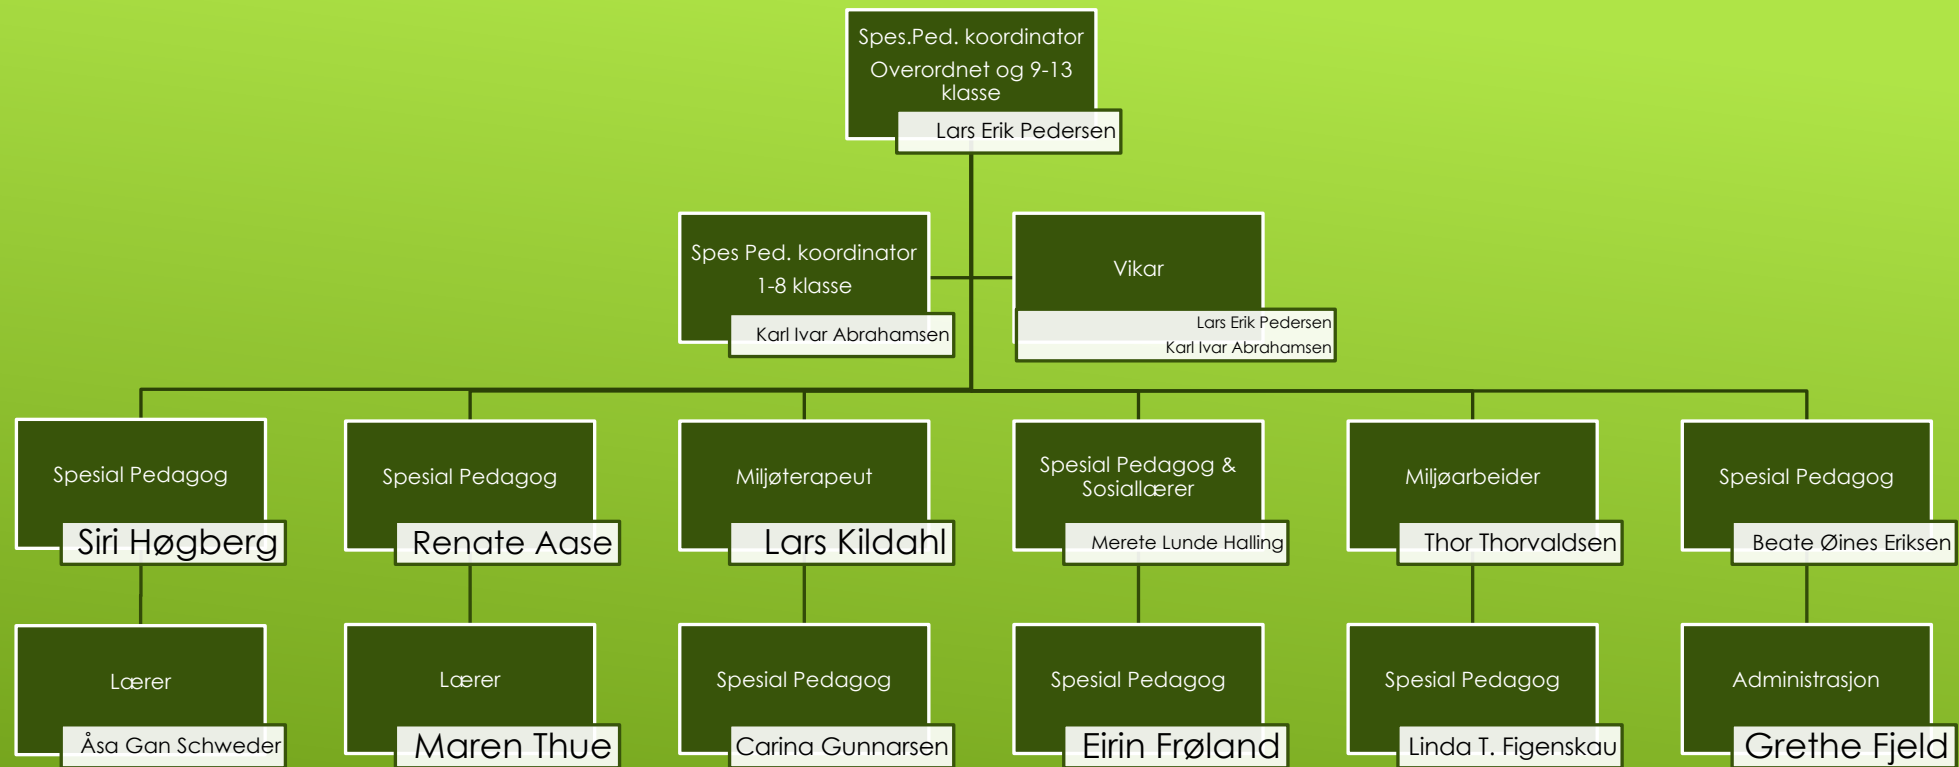 Spes.Ped. koordinator
Overordnet og 9-13
klasse
Lars Erik Pedersen
Spes Ped. koordinator
1-8 klasse
Karl Ivar Abrahamsen
Vikar
Lars Erik Pedersen
Karl Ivar Abrahamsen
Spesial Pedagog
Siri Høgberg
Spesial Pedagog
Renate Aase
Miljøterapeut
Lars Kildahl
Spesial Pedagog &
Sosiallærer
Merete Lunde Halling
Miljøarbeider
Thor Thorvaldsen
Spesial Pedagog
Beate Øines Eriksen
Lærer
Åsa Gan Schweder
Lærer
Maren Thue
Spesial Pedagog
Carina Gunnarsen
Spesial Pedagog
Eirin Frøland
Spesial Pedagog
Linda T. Figenskau
Administrasjon
Grethe Fjeld